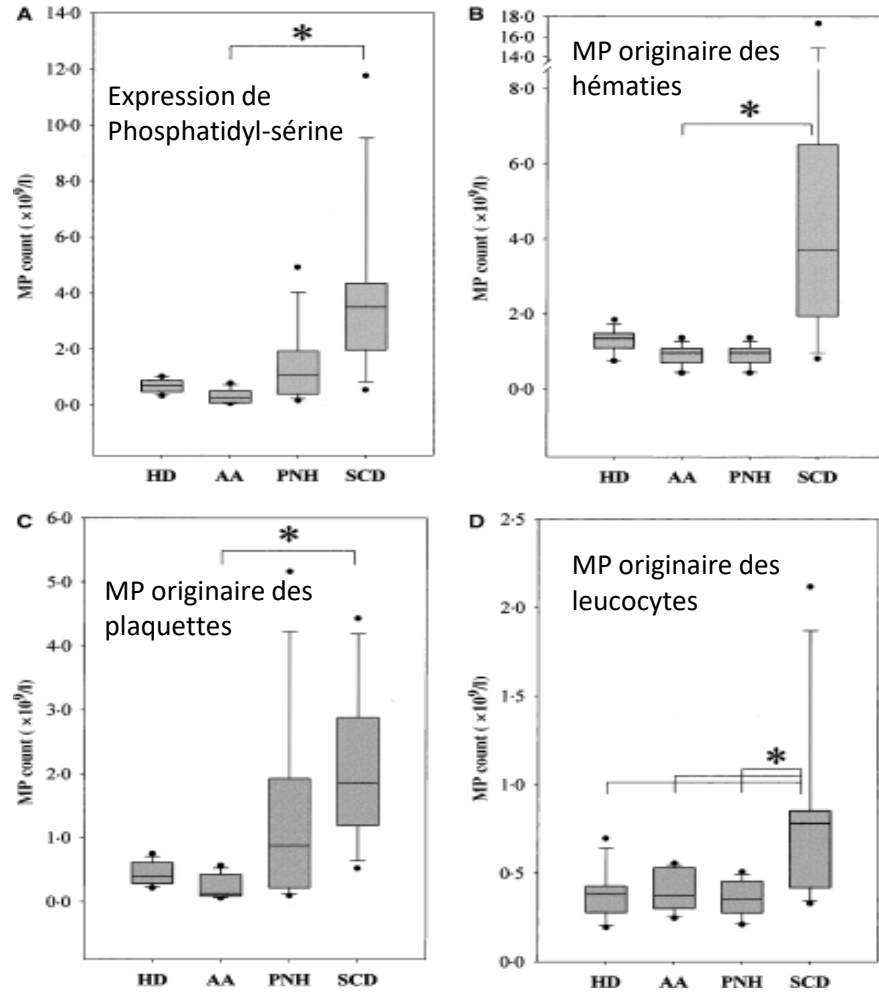 A
14·0
12·0
10·0
8·0
6·0
4·0
2·0
0·0
MP count ( ×10⁹/l)
*
Expression de
Phosphatidyl-sérine
HD AA PNH SCD
B
18·0
16·0
14·0
8·0
6·0
4·0
2·0
0·0
MP count ( ×10⁹/l)
MP originaire des
hématies
*
HD AA PNH SCD
C
6·0
5·0
4·0
3·0
2·0
1·0
0·0
MP count ( ×10⁹/l)
*
MP originaire des
plaquettes
HD AA PNH SCD
D
2·5
2·0
1·5
1·0
0·5
0·0
MP count ( ×10⁹/l)
MP originaire des
leucocytes
*
HD AA PNH SCD